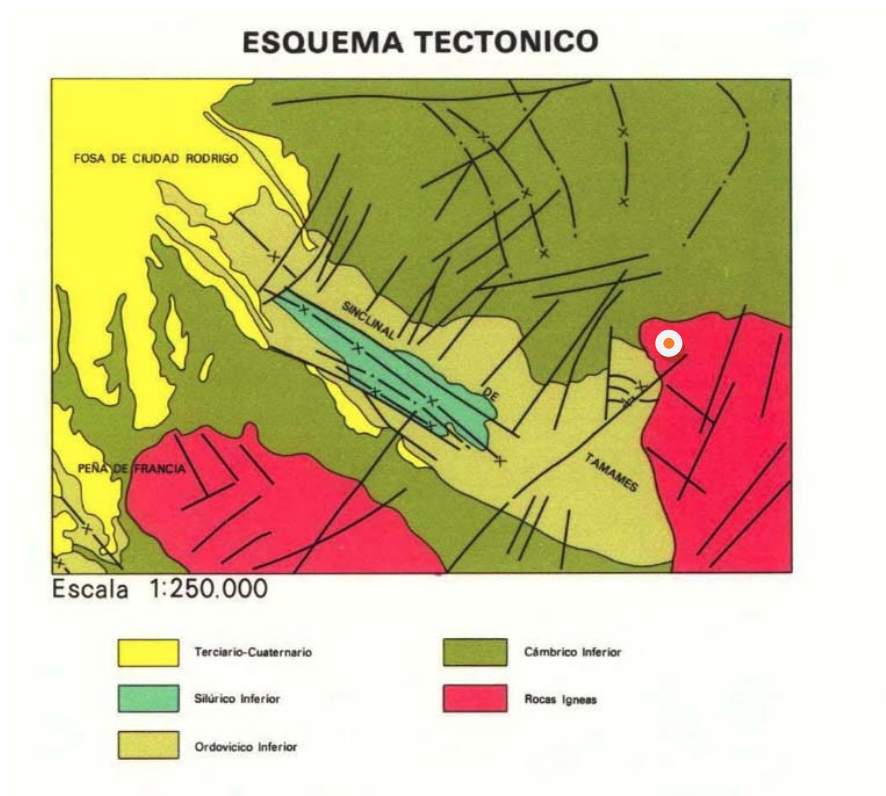 ESQUEMA TECTONICO
FOSA DE CIUDAD RODRIGO
SINCLINAL
DE
TAMAMES
PEÑA DE FRANCIA
Escala 1:250.000
Terciario-Cuaternario
Cámbrico Inferior
Silúrico Inferior
Rocas Igneas
Ordovicico Inferior